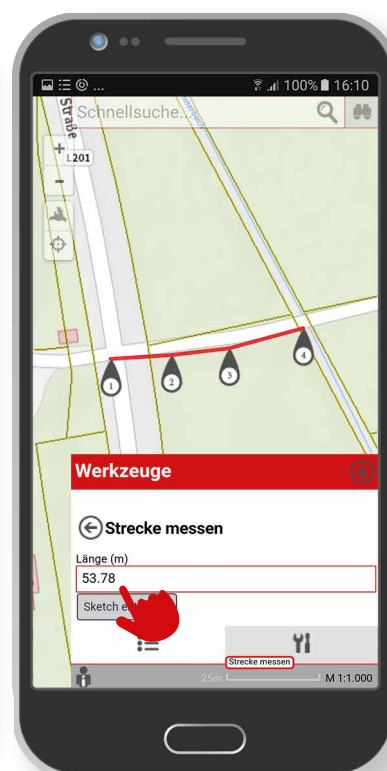 ... 100% 16:10
Schnellsuche...
Straße
+
L201
-
1
2
3
4
Werkzeuge
Strecke messen
Länge (m)
53.78
Sketch e
Strecke messen
25m
M 1:1.000